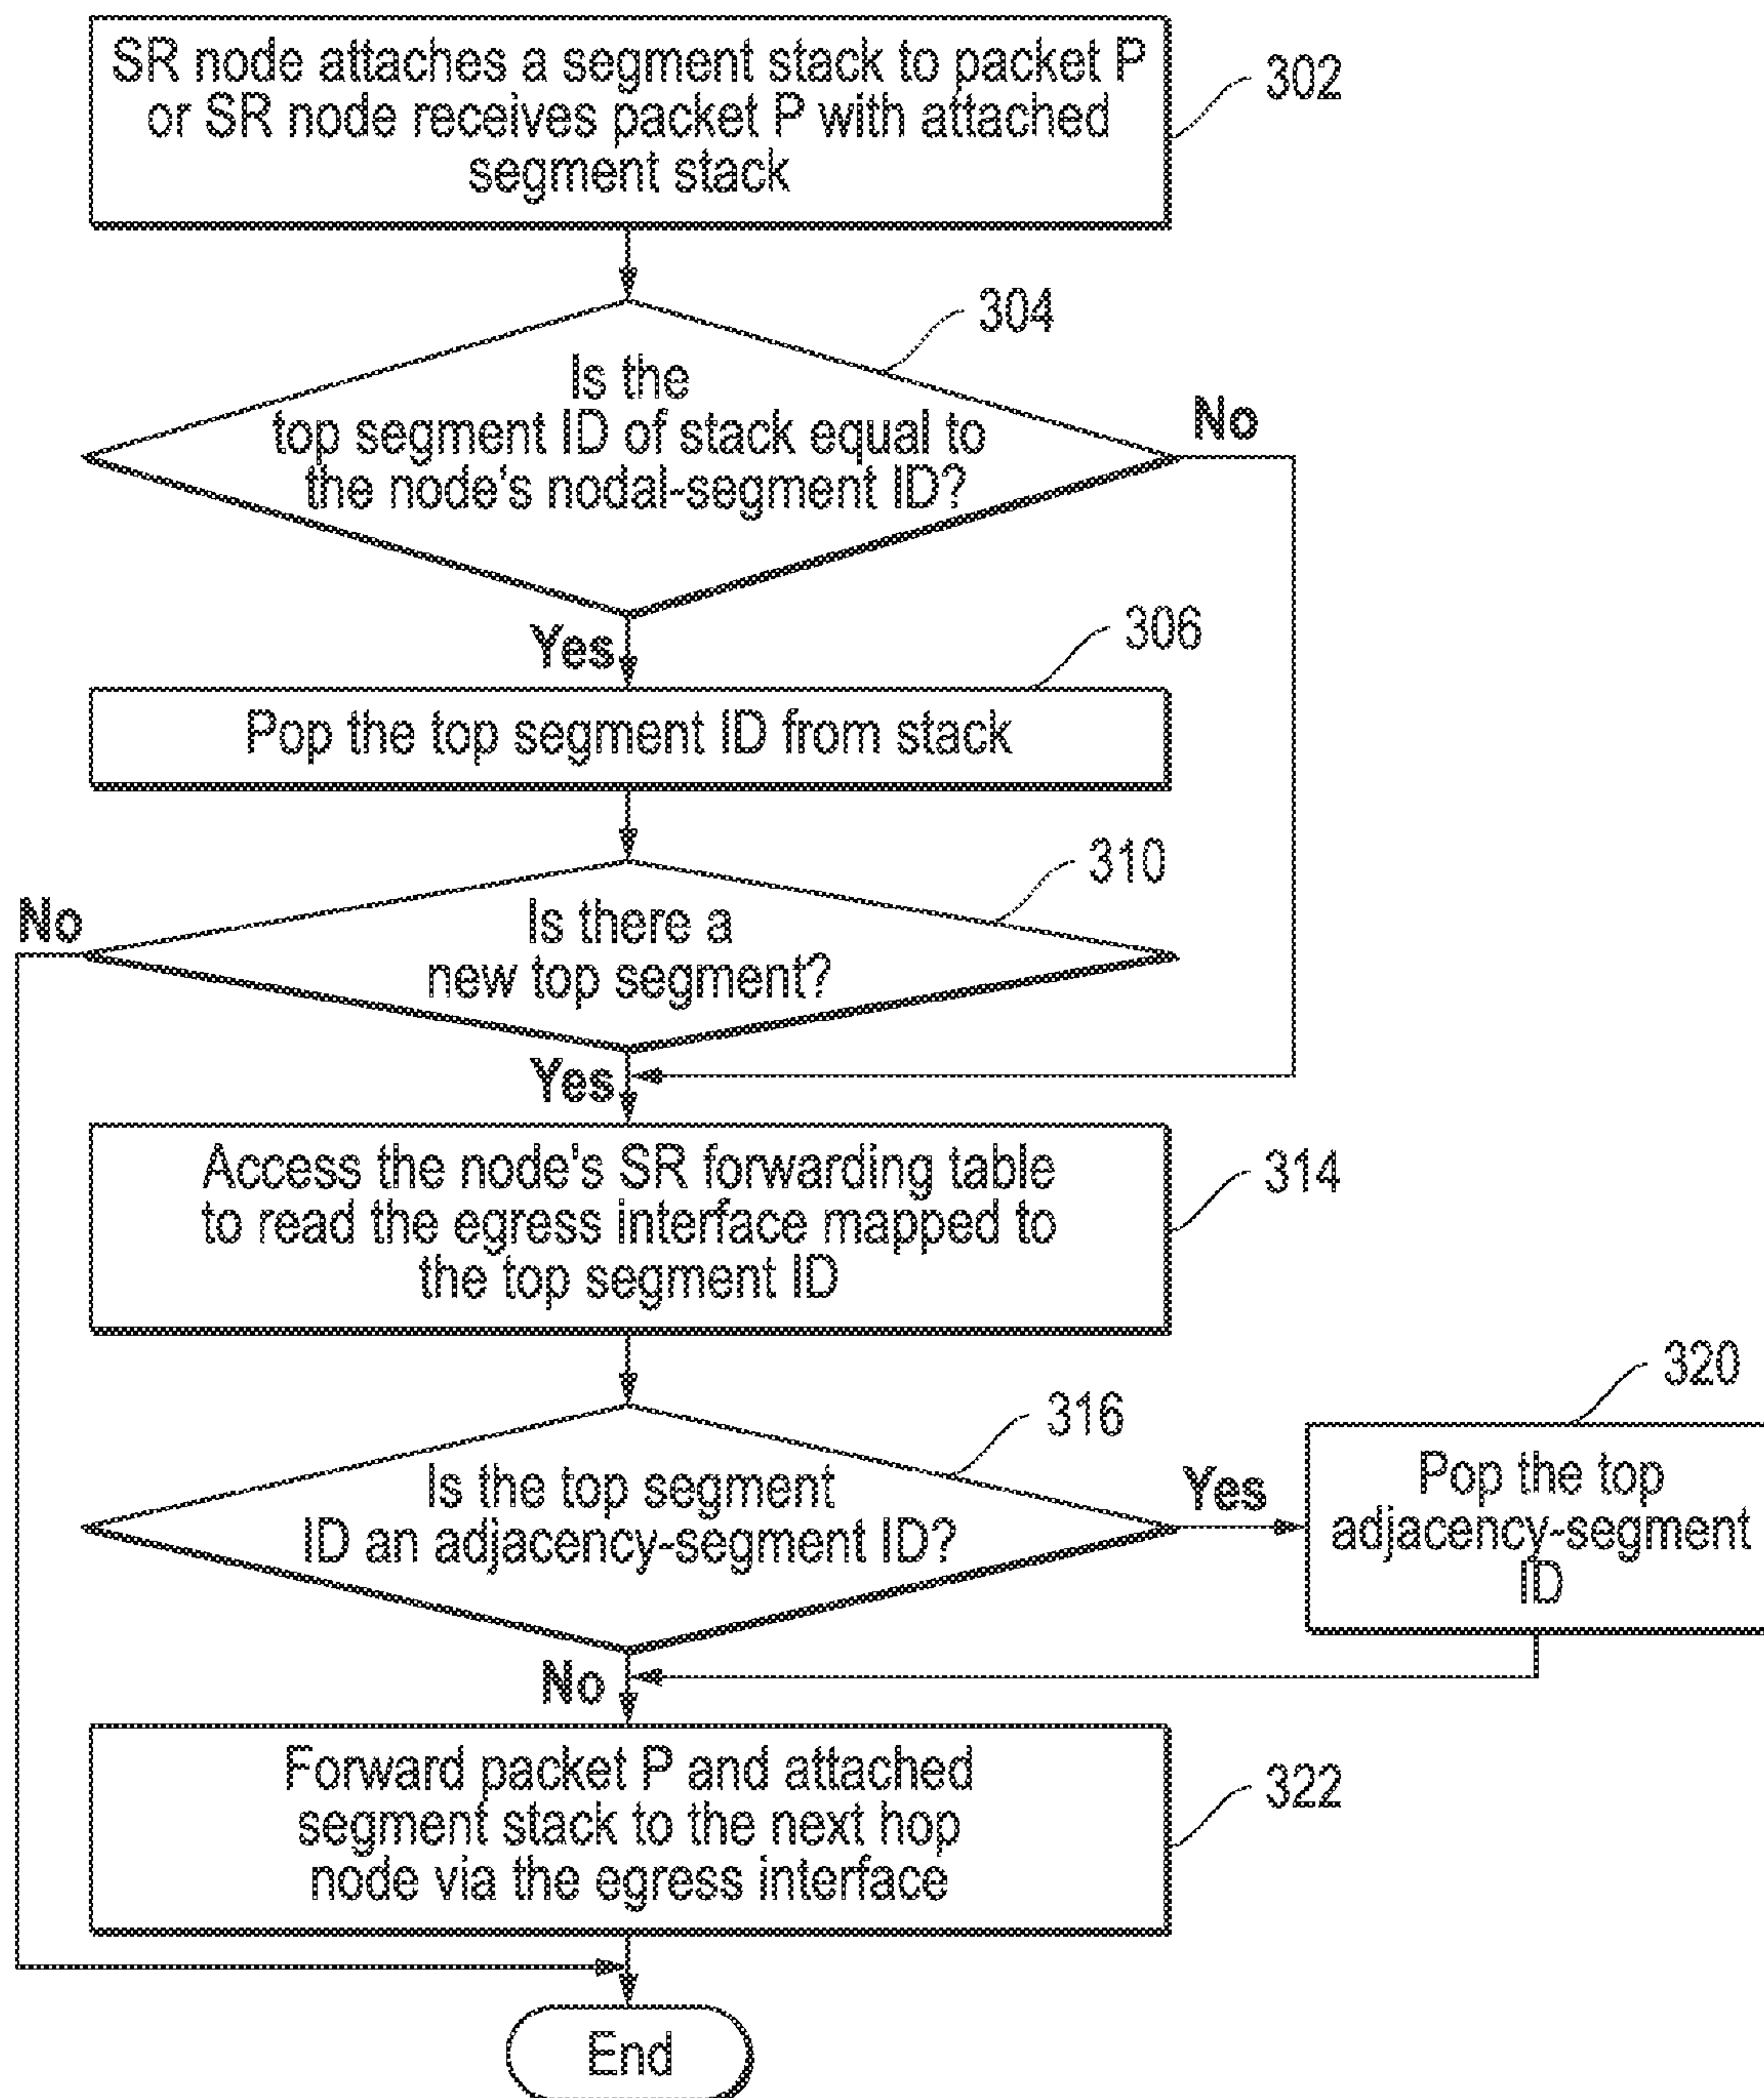 SR node attaches a segment stack to packet P
or SR node receives packet P with attached
segment stack
302
304
Is the
top segment ID of stack equal to
the node's nodal-segment ID?
No
Yes
306
Pop the top segment ID from stack
310
No
Is there a
new top segment?
Yes
Access the node's SR forwarding table
to read the egress interface mapped to
the top segment ID
314
316
320
Is the top segment
ID an adjacency-segment ID?
Yes
Pop the top
adjacency-segment
ID
No
Forward packet P and attached
segment stack to the next hop
node via the egress interface
322
End